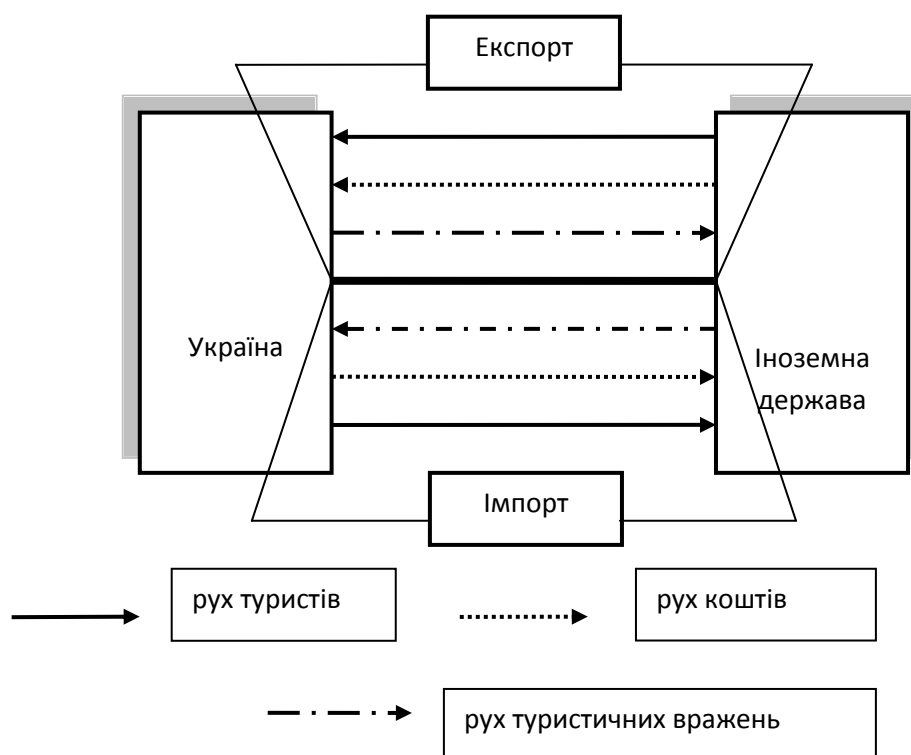 Експорт
Україна
Іноземна
держава
Імпорт
рух туристів
рух коштів
рух туристичних вражень